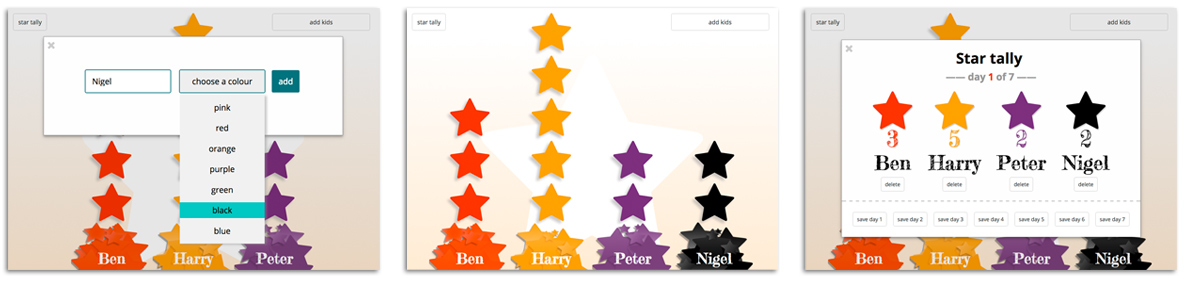 star tally
add kids
Nigel
choose a colour
add
pink
red
orange
purple
green
black
blue
Ben
Harry
Peter
star tally
add kids
Ben
Harry
Peter
Nigel
star tally
add kids
Star tally
day 1 of 7
3
5
2
2
Ben
Harry
Peter
Nigel
delete
delete
delete
delete
save day 1
save day 2
save day 3
save day 4
save day 5
save day 6
save day 7
Ben
Harry
Peter
Nigel